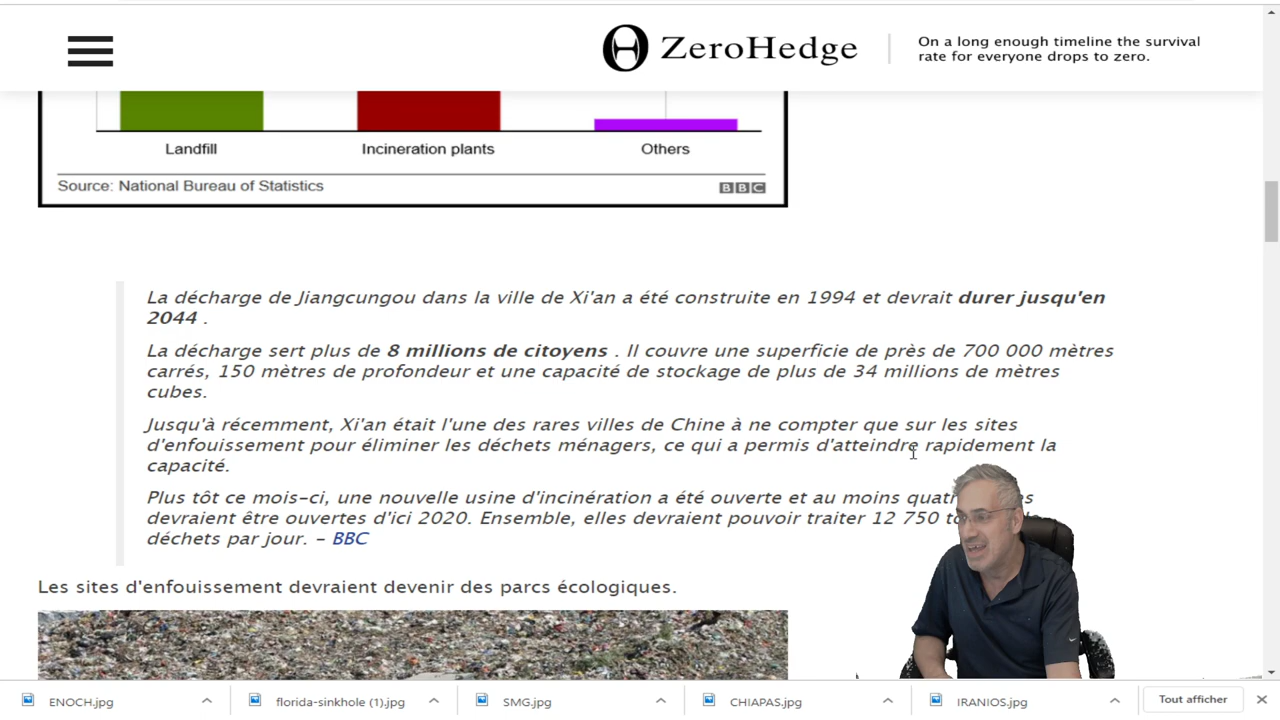 ZeroHedge
On a long enough timeline the survival
rate for everyone drops to zero.
Landfill
Incineration plants
Others
Source: National Bureau of Statistics
BBC
La décharge de Jiangcungou dans la ville de Xi'an a été construite en 1994 et devrait durer jusqu'en
2044 .
La décharge sert plus de 8 millions de citoyens . Il couvre une superficie de près de 700 000 mètres
carrés, 150 mètres de profondeur et une capacité de stockage de plus de 34 millions de mètres
cubes.
Jusqu'à récemment, Xi'an était l'une des rares villes de Chine à ne compter que sur les sites
d'enfouissement pour éliminer les déchets ménagers, ce qui a permis d'atteindre rapidement la
capacité.
Plus tôt ce mois-ci, une nouvelle usine d'incinération a été ouverte et au moins
devraient être ouvertes d'ici 2020. Ensemble, elles devraient pouvoir traiter 12 750
déchets par jour. – BBC
Les sites d'enfouissement devraient devenir des parcs écologiques.
ENOCH.jpg
florida-sinkhole (1).jpg
SMG.jpg
CHIAPAS.jpg
IRANIOS.jpg
Tout afficher